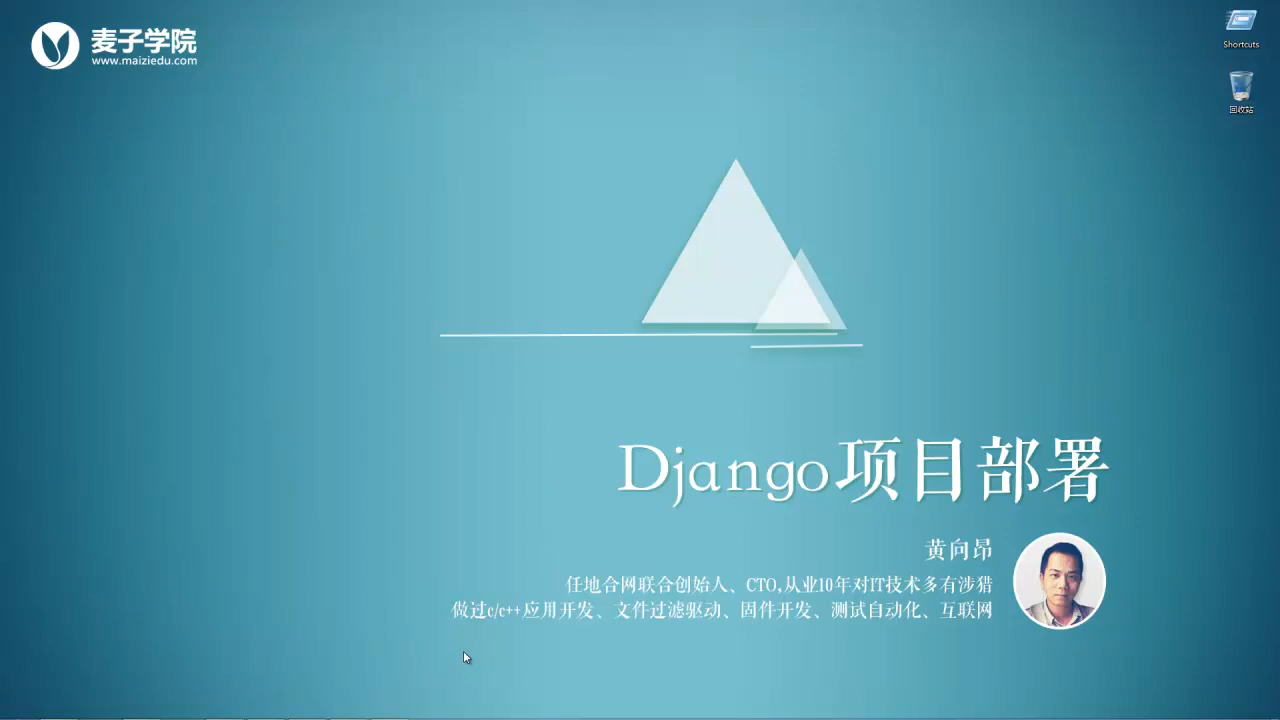 麦子学院
www.maiziedu.com
Shortcuts
回收站
Django项目部署
黄向昂
任地合网联合创始人、CTO,从业10年对IT技术多有涉猎
做过c/c++应用开发、文件过滤驱动、固件开发、测试自动化、互联网